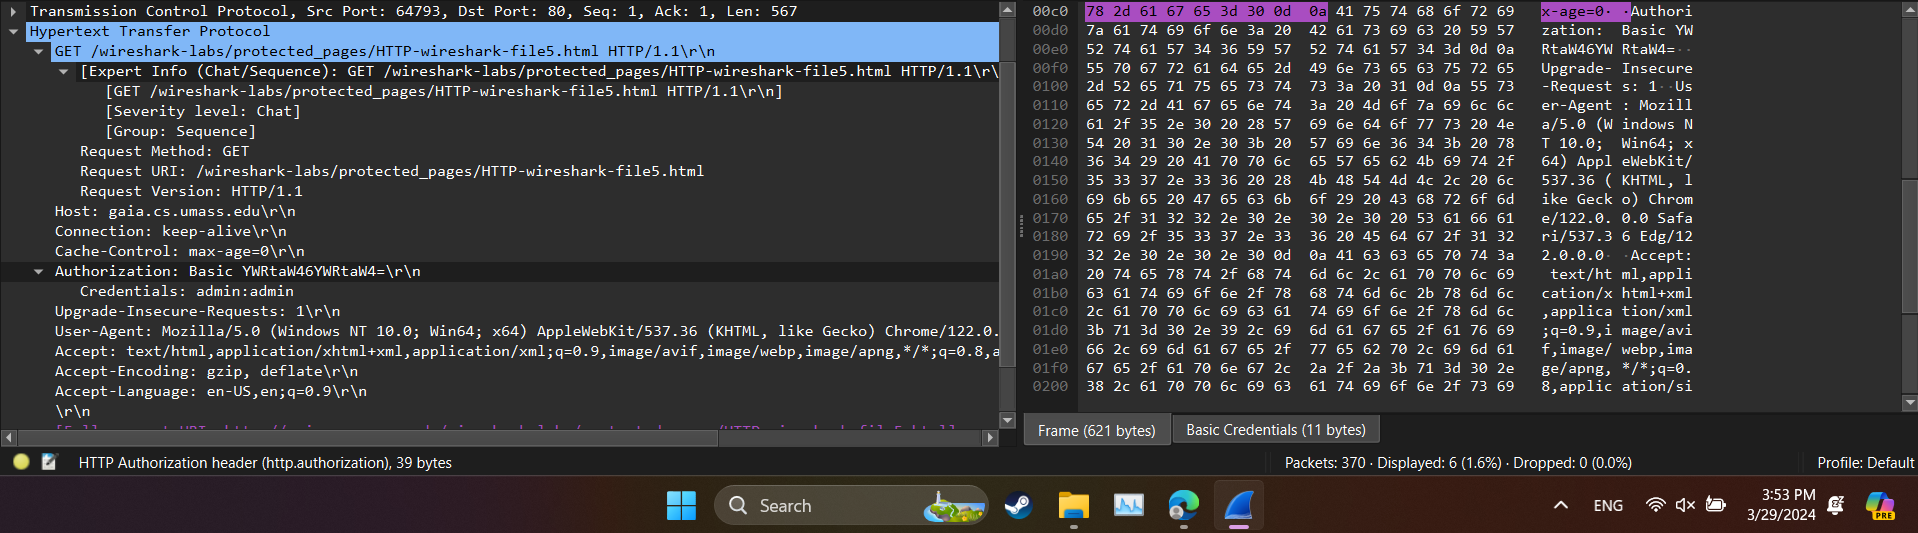 Transmission Control Protocol, Src Port: 64793, Dst Port: 80, Seq: 1, Ack: 1, Len: 567
Hypertext Transfer Protocol
GET /wireshark-labs/protected_pages/HTTP-wireshark-file5.html HTTP/1.1\r\n
[Expert Info (Chat/Sequence): GET /wireshark-labs/protected_pages/HTTP-wireshark-file5.html HTTP/1.1\r\
[GET /wireshark-labs/protected_pages/HTTP-wireshark-file5.html HTTP/1.1\r\n]
[Severity level: Chat]
[Group: Sequence]
Request Method: GET
Request URI: /wireshark-labs/protected_pages/HTTP-wireshark-file5.html
Request Version: HTTP/1.1
Host: gaia.cs.umass.edu\r\n
Connection: keep-alive\r\n
Cache-Control: max-age=0\r\n
Authorization: Basic YWRtaW46YWRtaW4=\r\n
Credentials: admin:admin
Upgrade-Insecure-Requests: 1\r\n
User-Agent: Mozilla/5.0 (Windows NT 10.0; Win64; x64) AppleWebKit/537.36 (KHTML, like Gecko) Chrome/122.0.
Accept: text/html,application/xhtml+xml,application/xml;q=0.9,image/avif,image/webp,image/apng,*/*;q=0.8,a
Accept-Encoding: gzip, deflate\r\n
Accept-Language: en-US,en;q=0.9\r\n
\r\n
00c0 78 2d 61 67 65 3d 30 0d 0a 41 75 74 68 6f 72 69 x-age=0··Authori
00d0 7a 61 74 69 6f 6e 3a 20 42 61 73 69 63 20 59 57 zation: Basic YW
00e0 52 74 61 57 34 36 59 57 52 74 61 57 34 3d 0d 0a RtaW46YW RtaW4=··
00f0 55 70 67 72 61 64 65 2d 49 6e 73 65 63 75 72 65 Upgrade- Insecure
0100 2d 52 65 71 75 65 73 74 73 3a 20 31 0d 0a 55 73 -Request s: 1··Us
0110 65 72 2d 41 67 65 6e 74 3a 20 4d 6f 7a 69 6c 6c er-Agent : Mozill
0120 61 2f 35 2e 30 20 28 57 69 6e 64 6f 77 73 20 4e a/5.0 (W indows N
0130 54 20 31 30 2e 30 3b 20 57 69 6e 36 34 3b 20 78 T 10.0; Win64; x
0140 36 34 29 20 41 70 70 6c 65 57 65 62 4b 69 74 2f 64) Appl eWebKit/
0150 35 33 37 2e 33 36 20 28 4b 48 54 4d 4c 2c 20 6c 537.36 ( KHTML, l
0160 69 6b 65 20 47 65 63 6b 6f 29 20 43 68 72 6f 6d ike Geck o) Chrom
0170 65 2f 31 32 32 2e 30 2e 30 2e 30 20 53 61 66 61 e/122.0. 0.0 Safa
0180 72 69 2f 35 33 37 2e 33 36 20 45 64 67 2f 31 32 ri/537.3 6 Edg/12
0190 32 2e 30 2e 30 2e 30 0d 0a 41 63 63 65 70 74 3a 2.0.0.0· ·Accept:
01a0 20 74 65 78 74 2f 68 74 6d 6c 2c 61 70 70 6c 69 text/ht ml,appli
01b0 63 61 74 69 6f 6e 2f 78 68 74 6d 6c 2b 78 6d 6c cation/x html+xml
01c0 2c 61 70 70 6c 69 63 61 74 69 6f 6e 2f 78 6d 6c ,applica tion/xml
01d0 3b 71 3d 30 2e 39 2c 69 6d 61 67 65 2f 61 76 69 ;q=0.9,i mage/avi
01e0 66 2c 69 6d 61 67 65 2f 77 65 62 70 2c 69 6d 61 f,image/ webp,ima
01f0 67 65 2f 61 70 6e 67 2c 2a 2f 2a 3b 71 3d 30 2e ge/apng, */*;q=0.
0200 38 2c 61 70 70 6c 69 63 61 74 69 6f 6e 2f 73 69 8,applic ation/si
Frame (621 bytes)
Basic Credentials (11 bytes)
HTTP Authorization header (http.authorization), 39 bytes
Packets: 370 · Displayed: 6 (1.6%) · Dropped: 0 (0.0%)
Profile: Default
Search
ENG
3:53 PM
3/29/2024
PRE